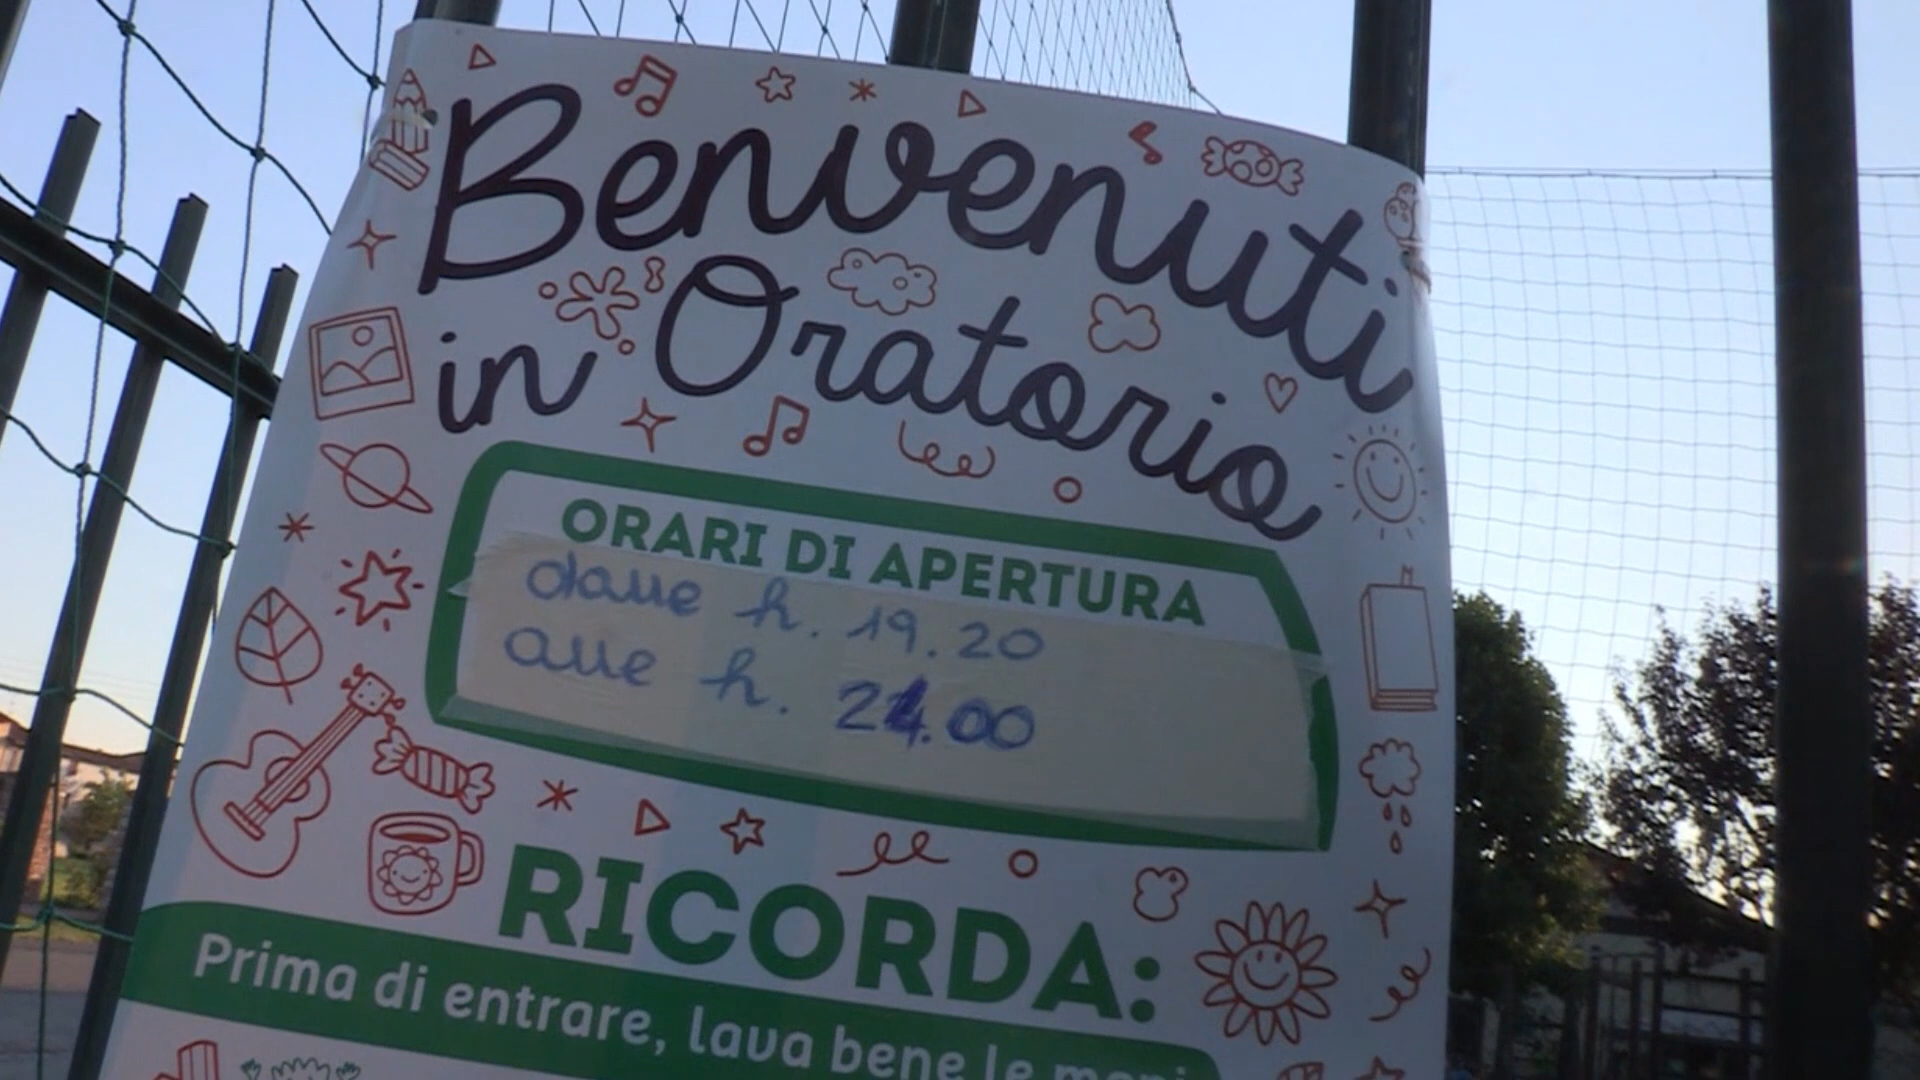 Benvenuti
in Oratorio
ORARI DI APERTURA
dalle h. 19.20
alle h. 24.00
RICORDA:
Prima di entrare, lava bene le mani